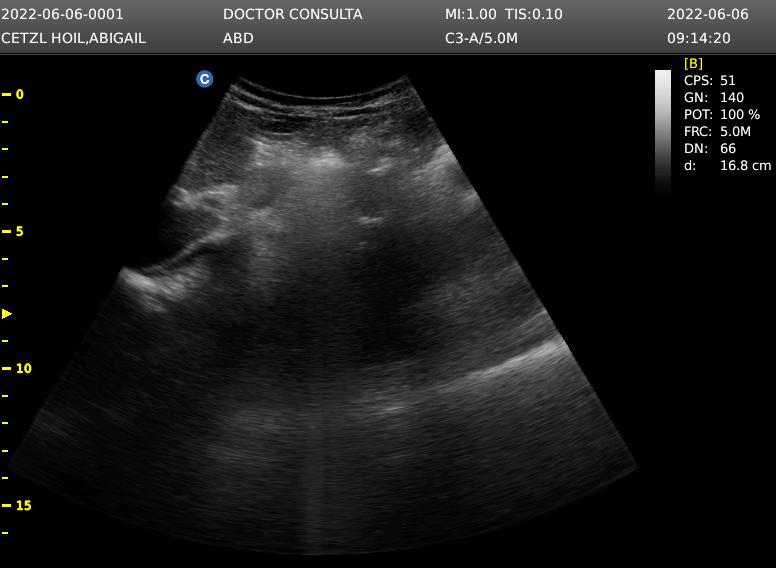 2022-06-06-0001 DOCTOR CONSULTA MI:1.00 TIS:0.10 2022-06-06
CETZL HOIL,ABIGAIL ABD C3-A/5.0M 09:14:20
C
[B]
CPS: 51
GN: 140
POT: 100 %
FRC: 5.0M
DN: 66
d: 16.8 cm
0
5
10
15